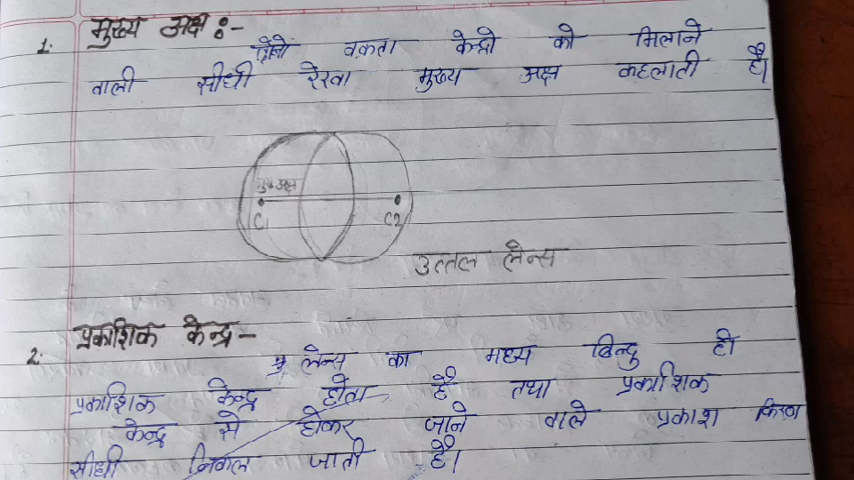 1. मुख्य अक्ष :-
दोनो वक्रता केन्द्रो को मिलाने
वाली सीधी रेखा मुख्य अक्ष कहलाती है।
मुख्य अक्ष
C1 C2
उत्तल लेन्स
2. प्रकाशिक केन्द्र -
लेन्स का मध्य बिन्दु ही
प्रकाशिक केन्द्र होता है तथा प्रकाशिक
केन्द्र से होकर जाने वाले प्रकाश किरण
सीधी निकल जाती है।